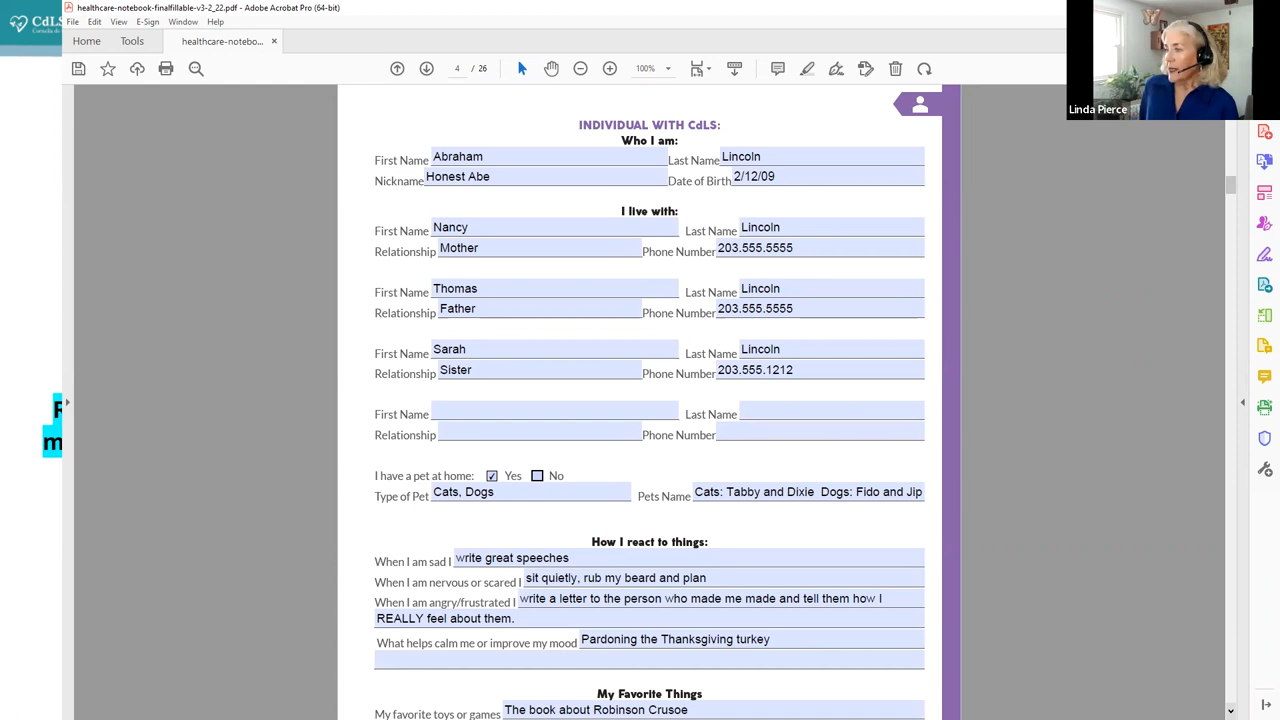 healthcare-notebook-finalfillable-v3-2_22.pdf - Adobe Acrobat Pro (64-bit)
CdLS
File Edit View E-Sign Window Help
Home Tools healthcare-notebo... ×
4 / 26 100%
Linda Pierce
INDIVIDUAL WITH CdLS:
Who I am:
First Name Abraham Last Name Lincoln
Nickname Honest Abe Date of Birth 2/12/09
I live with:
First Name Nancy Last Name Lincoln
Relationship Mother Phone Number 203.555.5555
First Name Thomas Last Name Lincoln
Relationship Father Phone Number 203.555.5555
First Name Sarah Last Name Lincoln
Relationship Sister Phone Number 203.555.1212
First Name Last Name
Relationship Phone Number
I have a pet at home: Yes No
Type of Pet Cats, Dogs Pets Name Cats: Tabby and Dixie Dogs: Fido and Jip
How I react to things:
When I am sad I write great speeches
When I am nervous or scared I sit quietly, rub my beard and plan
When I am angry/frustrated I write a letter to the person who made me made and tell them how I
REALLY feel about them.
What helps calm me or improve my mood Pardoning the Thanksgiving turkey
My Favorite Things
My favorite toys or games The book about Robinson Crusoe